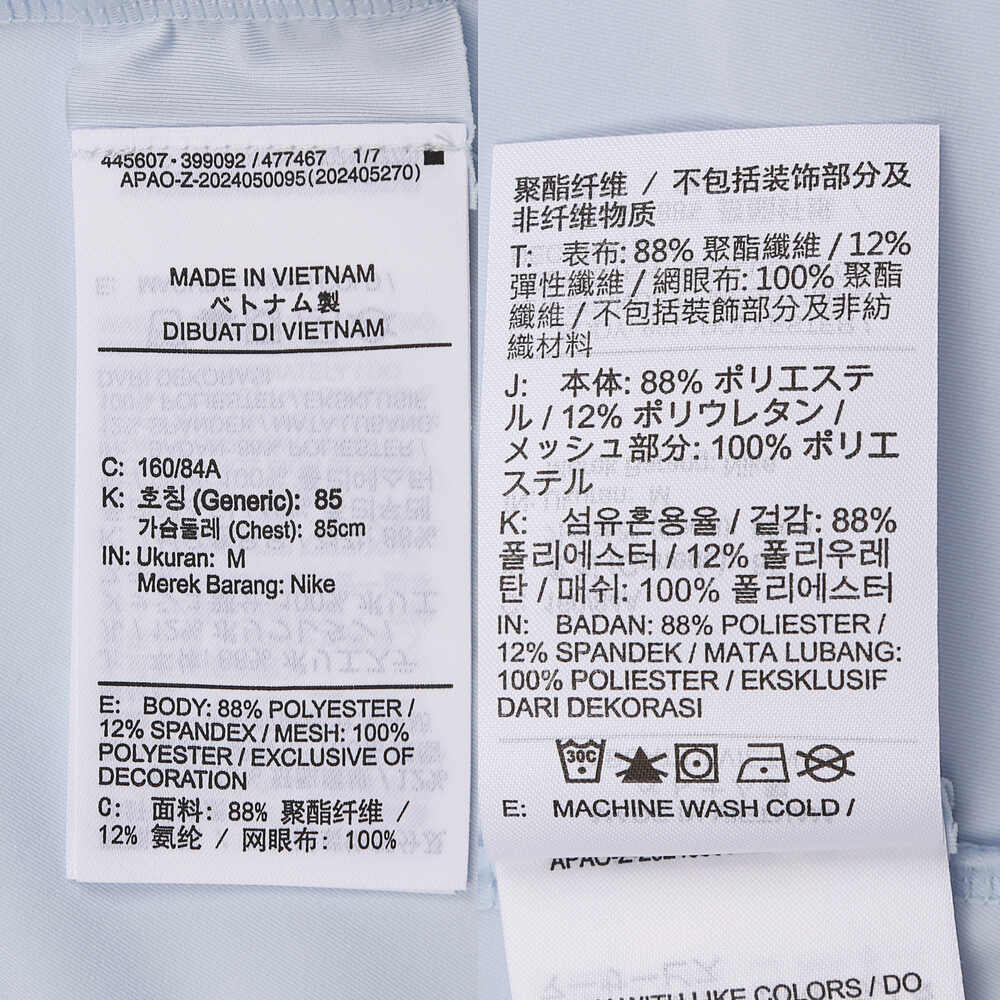 445607・399092 / 477467 1/7
APAO-Z-2024050095(202405270)
MADE IN VIETNAM
ベトナム製
DIBUAT DI VIETNAM
C: 160/84A
K: 호칭 (Generic): 85
가슴둘레 (Chest): 85cm
IN: Ukuran: M
Merek Barang: Nike
E: BODY: 88% POLYESTER /
12% SPANDEX / MESH: 100%
POLYESTER / EXCLUSIVE OF
DECORATION
C: 面料: 88% 聚酯纤维 /
12% 氨纶 / 网眼布: 100%
聚酯纤维 / 不包括装饰部分及
非纤维物质
T: 表布: 88% 聚酯纖維 / 12%
彈性纖維 / 網眼布: 100% 聚酯
纖維 / 不包括裝飾部分及非紡
織材料
J: 本体: 88% ポリエステ
ル / 12% ポリウレタン /
メッシュ部分: 100% ポリエ
ステル
K: 섬유혼용율 / 겉감: 88%
폴리에스터 / 12% 폴리우레
탄 / 매쉬: 100% 폴리에스터
IN: BADAN: 88% POLIESTER /
12% SPANDEK / MATA LUBANG:
100% POLIESTER / EKSKLUSIF
DARI DEKORASI
30C
E: MACHINE WASH COLD /
APAO-Z-
WITH LIKE COLORS / DO